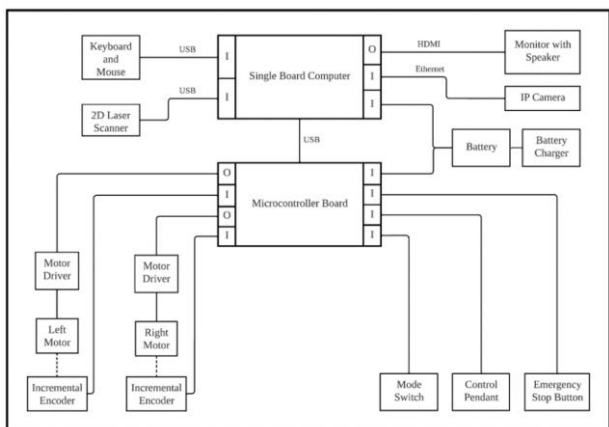 Keyboard
and
Mouse
USB
I
Single Board Computer
O
HDMI
Monitor with
Speaker
I
Ethernet
IP Camera
2D Laser
Scanner
USB
I
I
USB
Battery
Battery
Charger
O
I
O
I
Microcontroller Board
I
I
I
I
Motor
Driver
Motor
Driver
Left
Motor
Right
Motor
Incremental
Encoder
Incremental
Encoder
Mode
Switch
Control
Pendant
Emergency
Stop Button